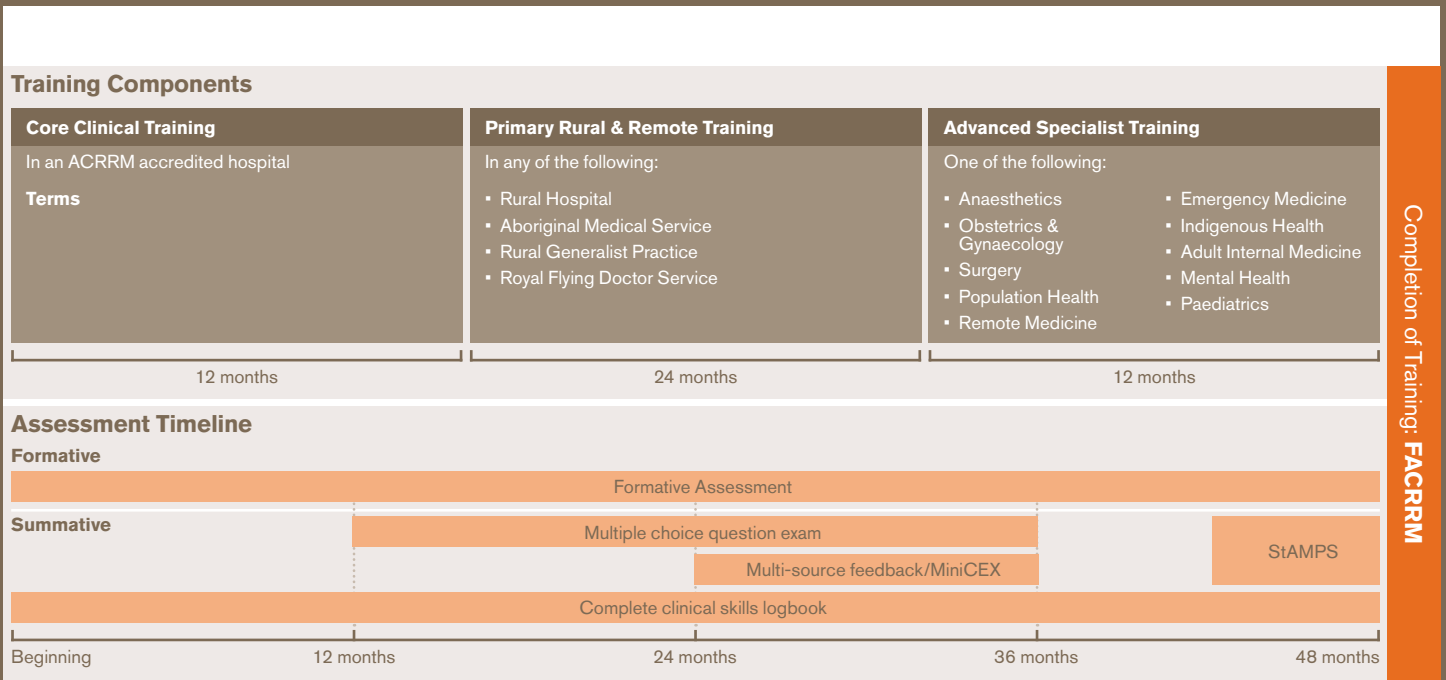 Training Components
Core Clinical Training
In an ACRRM accredited hospital
Terms
Primary Rural & Remote Training
In any of the following:
▪ Rural Hospital
▪ Aboriginal Medical Service
▪ Rural Generalist Practice
▪ Royal Flying Doctor Service
Advanced Specialist Training
One of the following:
▪ Anaesthetics
▪ Obstetrics &
Gynaecology
▪ Surgery
▪ Population Health
▪ Remote Medicine
▪ Emergency Medicine
▪ Indigenous Health
▪ Adult Internal Medicine
▪ Mental Health
▪ Paediatrics
12 months
24 months
12 months
Assessment Timeline
Formative
Formative Assessment
Summative
Multiple choice question exam
Multi-source feedback/MiniCEX
StAMPS
Complete clinical skills logbook
Beginning
12 months
24 months
36 months
48 months
Completion of Training: FACRRM